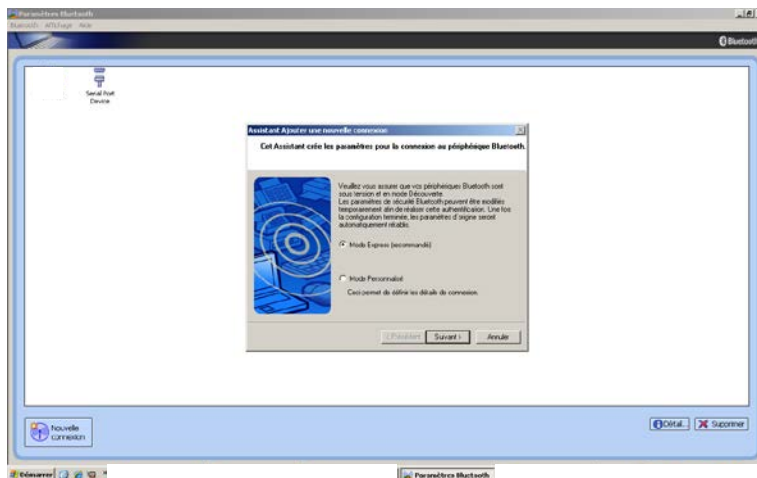 Paramètres Bluetooth
Bluetooth Affichage Aide
Bluetooth
Serial Port
Device
Assistant Ajouter une nouvelle connexion
Cet Assistant crée les paramètres pour la connexion au périphérique Bluetooth.
Veuillez vous assurer que vos périphériques Bluetooth sont
sous tension et en mode Découverte.
Les paramètres de sécurité Bluetooth peuvent être modifiés
temporairement afin de réaliser cette authentification. Une fois
la configuration terminée, les paramètres d'origine seront
automatiquement rétablis.
Mode Express (recommandé)
Mode Personnalisé
Ceci permet de définir les détails de connexion.
< Précédent Suivant > Annuler
Nouvelle
connexion
Détail... Supprimer
Démarrer Paramètres Bluetooth